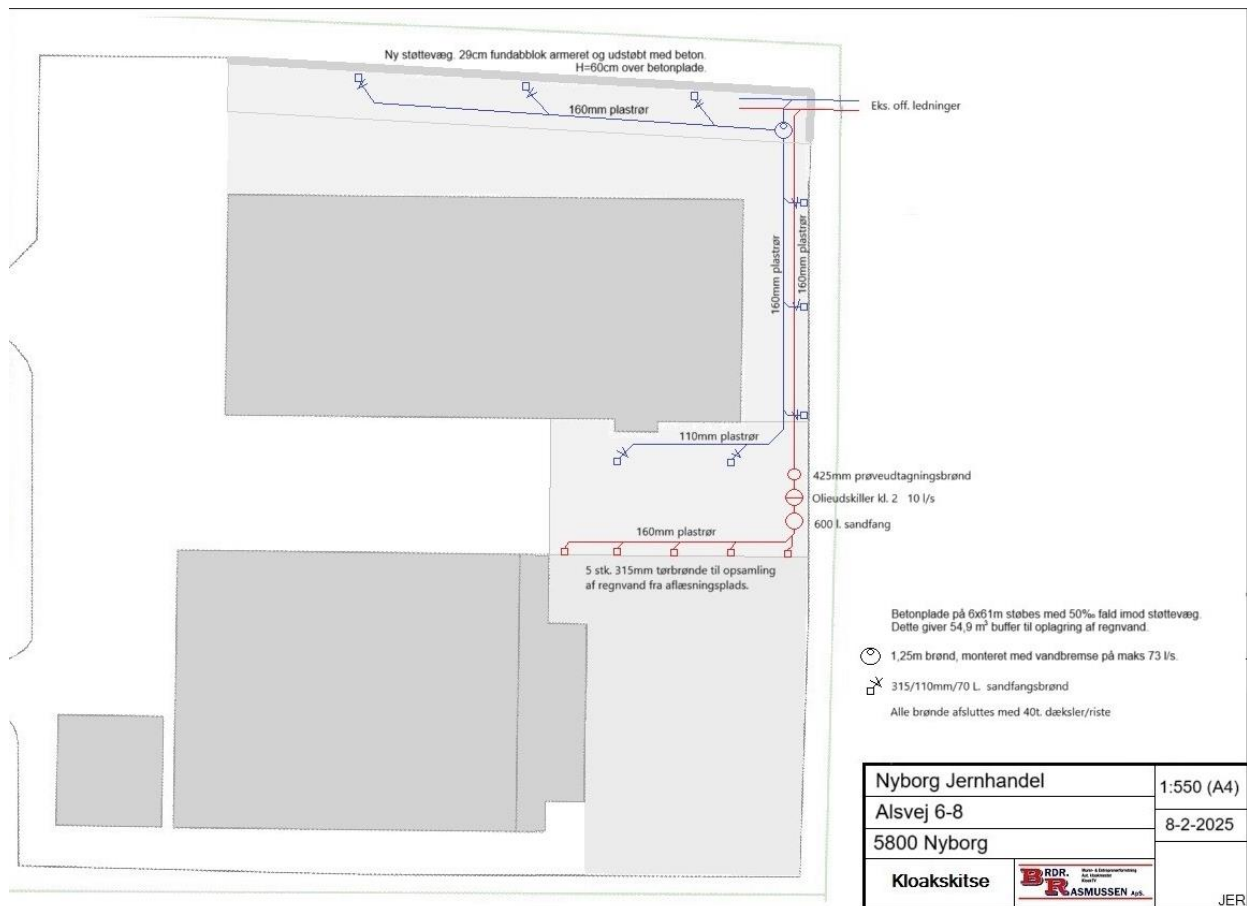 Ny støttevæg. 29cm fundabblok armeret og udstøbt med beton.
H=60cm over betonplade.
160mm plastrør
Eks. off. ledninger
160mm plastrør
160mm plastrør
110mm plastrør
425mm prøveudtagningsbrønd
Olieudskiller kl. 2 10 l/s
600 l. sandfang
160mm plastrør
5 stk. 315mm tørbrønde til opsamling
af regnvand fra aflæsningsplads.
Betonplade på 6x61m støbes med 50‰ fald imod støttevæg.
Dette giver 54,9 m³ buffer til oplagring af regnvand.
1,25m brønd, monteret med vandbremse på maks 73 l/s.
315/110mm/70 L. sandfangsbrønd
Alle brønde afsluttes med 40t. dæksler/riste
Nyborg Jernhandel
1:550 (A4)
Alsvej 6-8
8-2-2025
5800 Nyborg
Kloakskitse
BRDR.
RASMUSSEN ApS.
JER